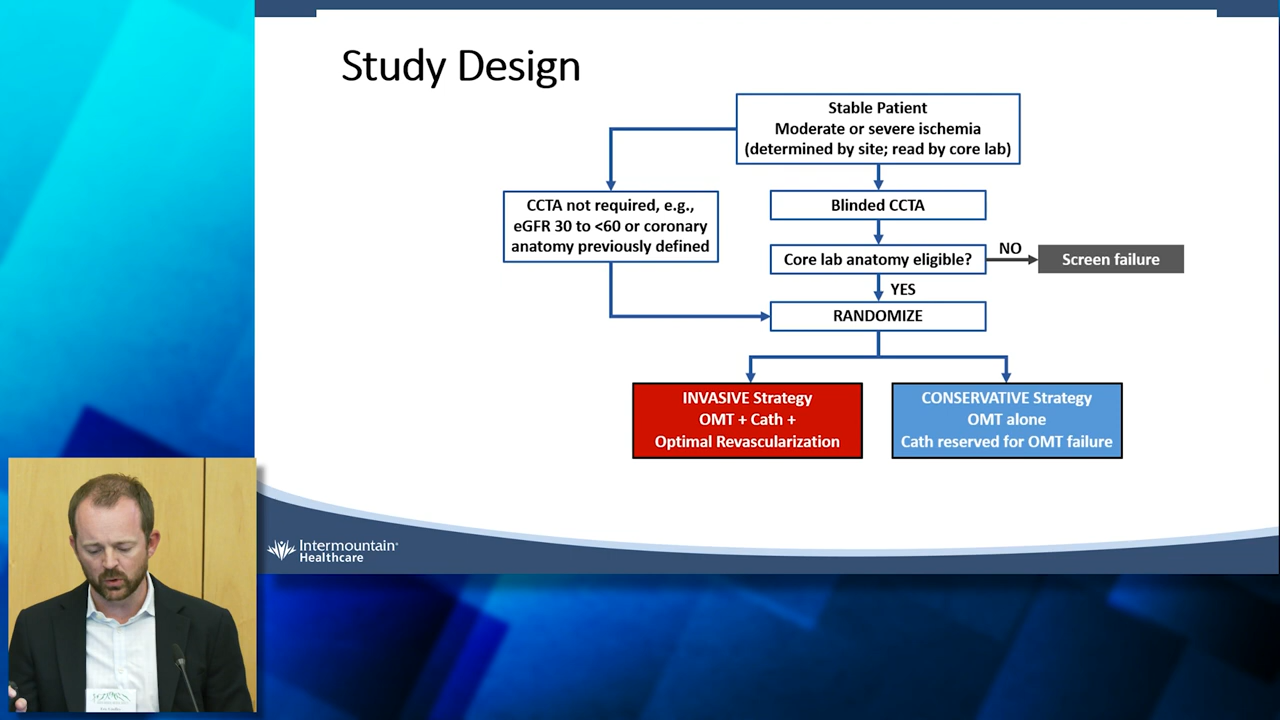 Study Design
Stable Patient
Moderate or severe ischemia
(determined by site; read by core lab)
CCTA not required, e.g.,
eGFR 30 to <60 or coronary
anatomy previously defined
Blinded CCTA
Core lab anatomy eligible?
NO
Screen failure
YES
RANDOMIZE
INVASIVE Strategy
OMT + Cath +
Optimal Revascularization
CONSERVATIVE Strategy
OMT alone
Cath reserved for OMT failure
Intermountain
Healthcare